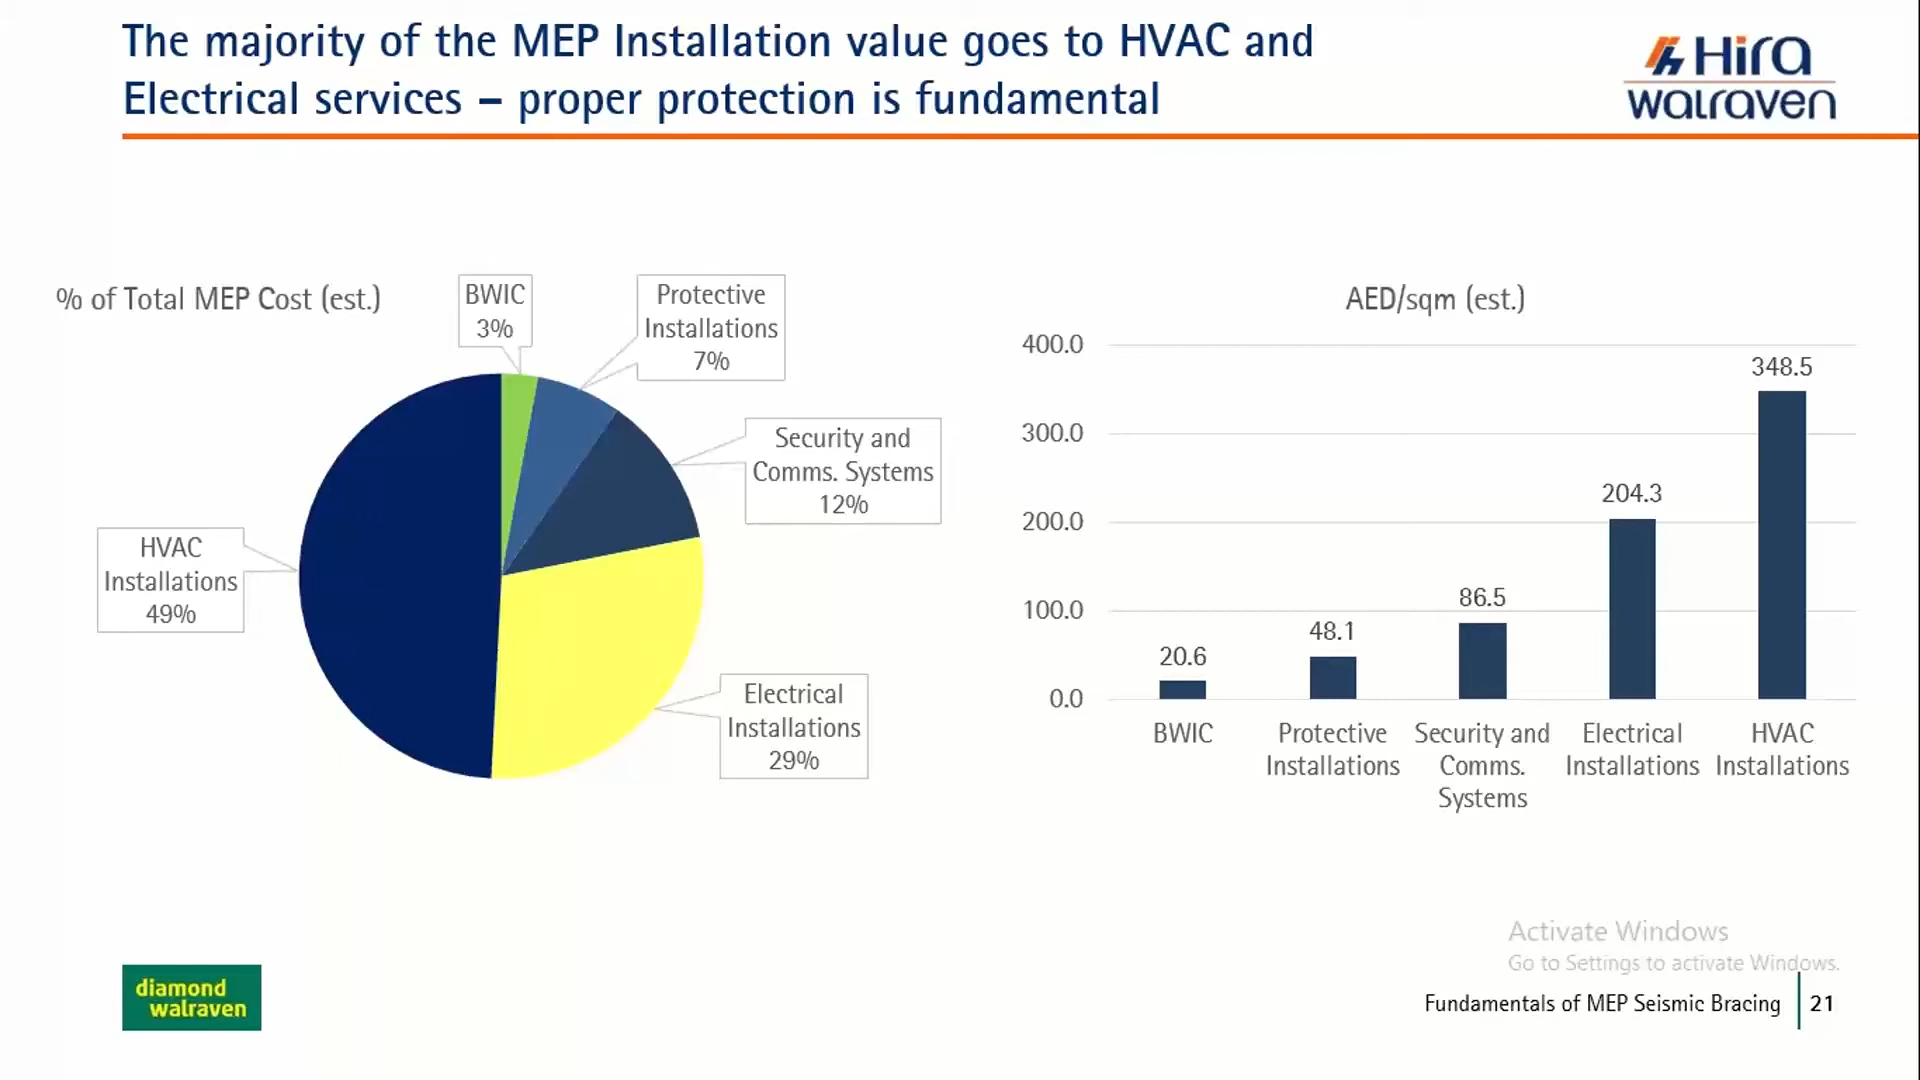 The majority of the MEP Installation value goes to HVAC and
Electrical services – proper protection is fundamental
Hira
walraven
% of Total MEP Cost (est.)
BWIC
3%
Protective
Installations
7%
Security and
Comms. Systems
12%
HVAC
Installations
49%
Electrical
Installations
29%
AED/sqm (est.)
400.0
300.0
200.0
100.0
0.0
20.6
48.1
86.5
204.3
348.5
BWIC
Protective
Installations
Security and
Comms.
Systems
Electrical
Installations
HVAC
Installations
Activate Windows
Go to Settings to activate Windows.
diamond
walraven
Fundamentals of MEP Seismic Bracing 21